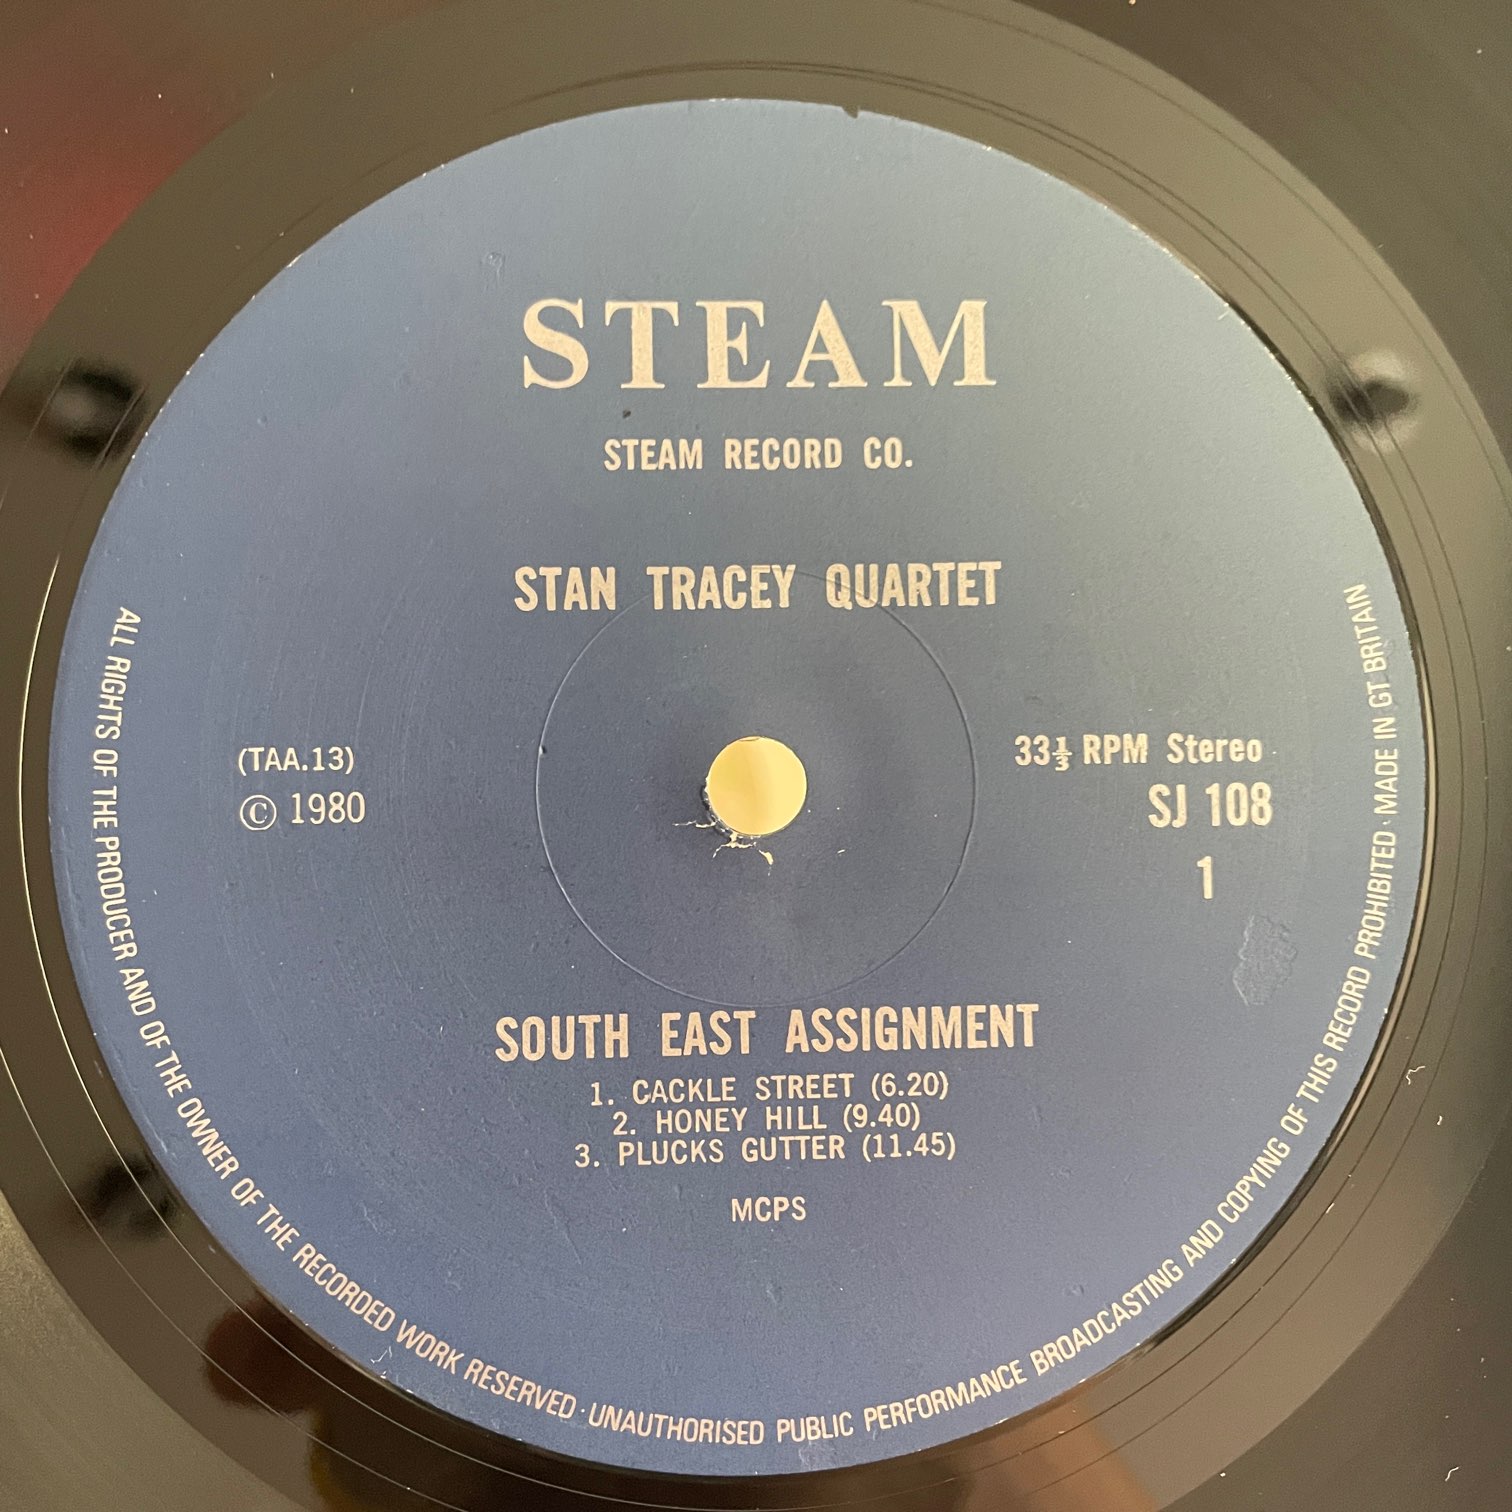 STEAM
STEAM RECORD CO.
STAN TRACEY QUARTET
(TAA.13)
© 1980
33⅓ RPM Stereo
SJ 108
1
SOUTH EAST ASSIGNMENT
1. CACKLE STREET (6.20)
2. HONEY HILL (9.40)
3. PLUCKS GUTTER (11.45)
MCPS
ALL RIGHTS OF THE PRODUCER AND OF THE OWNER OF THE RECORDED WORK RESERVED · UNAUTHORISED PUBLIC PERFORMANCE BROADCASTING AND COPYING OF THIS RECORD PROHIBITED · MADE IN GT BRITAIN